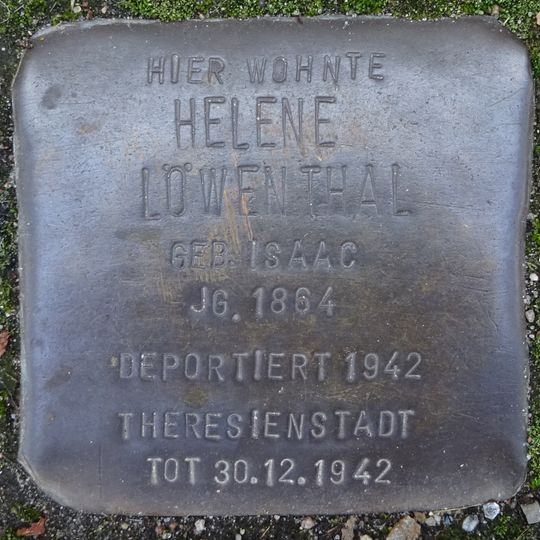 HIER WOHNTE
HELENE
LÖWENTHAL
GEB. ISAAC
JG. 1864
DEPORTIERT 1942
THERESIENSTADT
TOT 30.12.1942